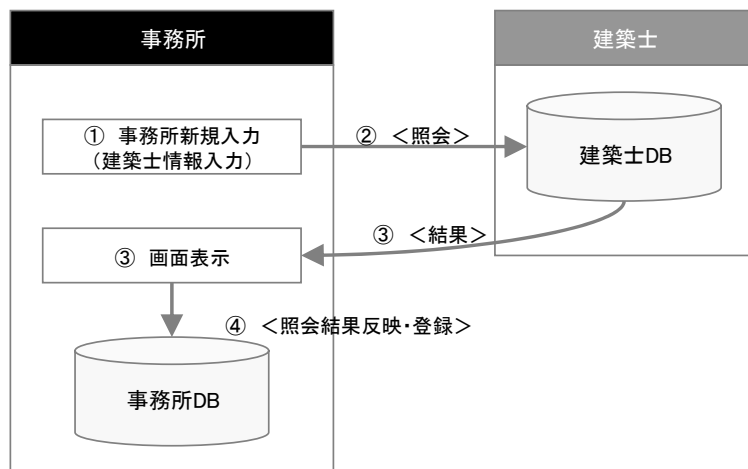 事務所
建築士
① 事務所新規入力
（建築士情報入力）
② ＜照会＞
建築士DB
③ ＜結果＞
③ 画面表示
④ ＜照会結果反映・登録＞
事務所DB